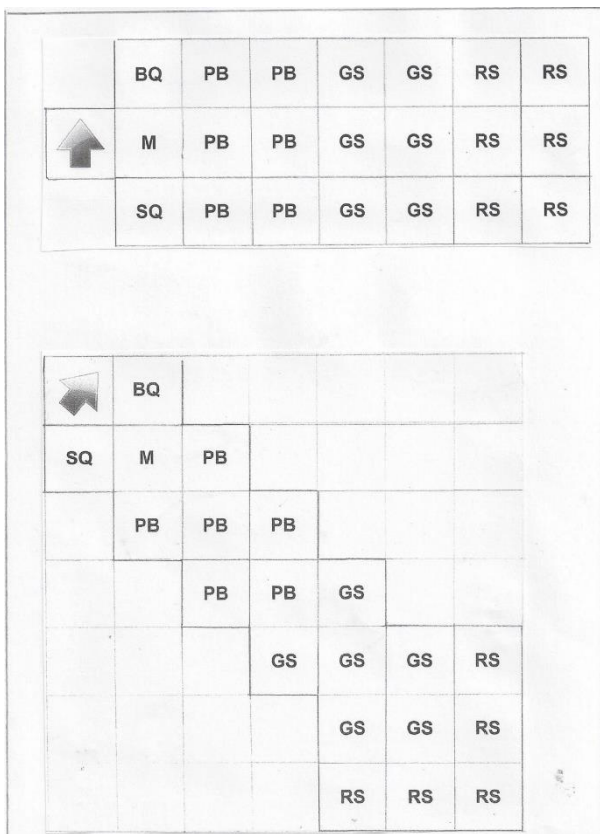 BQ PB PB GS GS RS RS
M PB PB GS GS RS RS
SQ PB PB GS GS RS RS
BQ
SQ M PB
PB PB PB
PB PB GS
GS GS GS RS
GS GS RS
RS RS RS